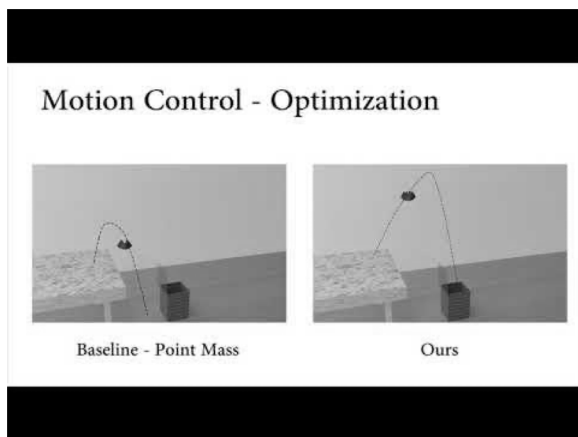 Motion Control - Optimization
Baseline - Point Mass
Ours